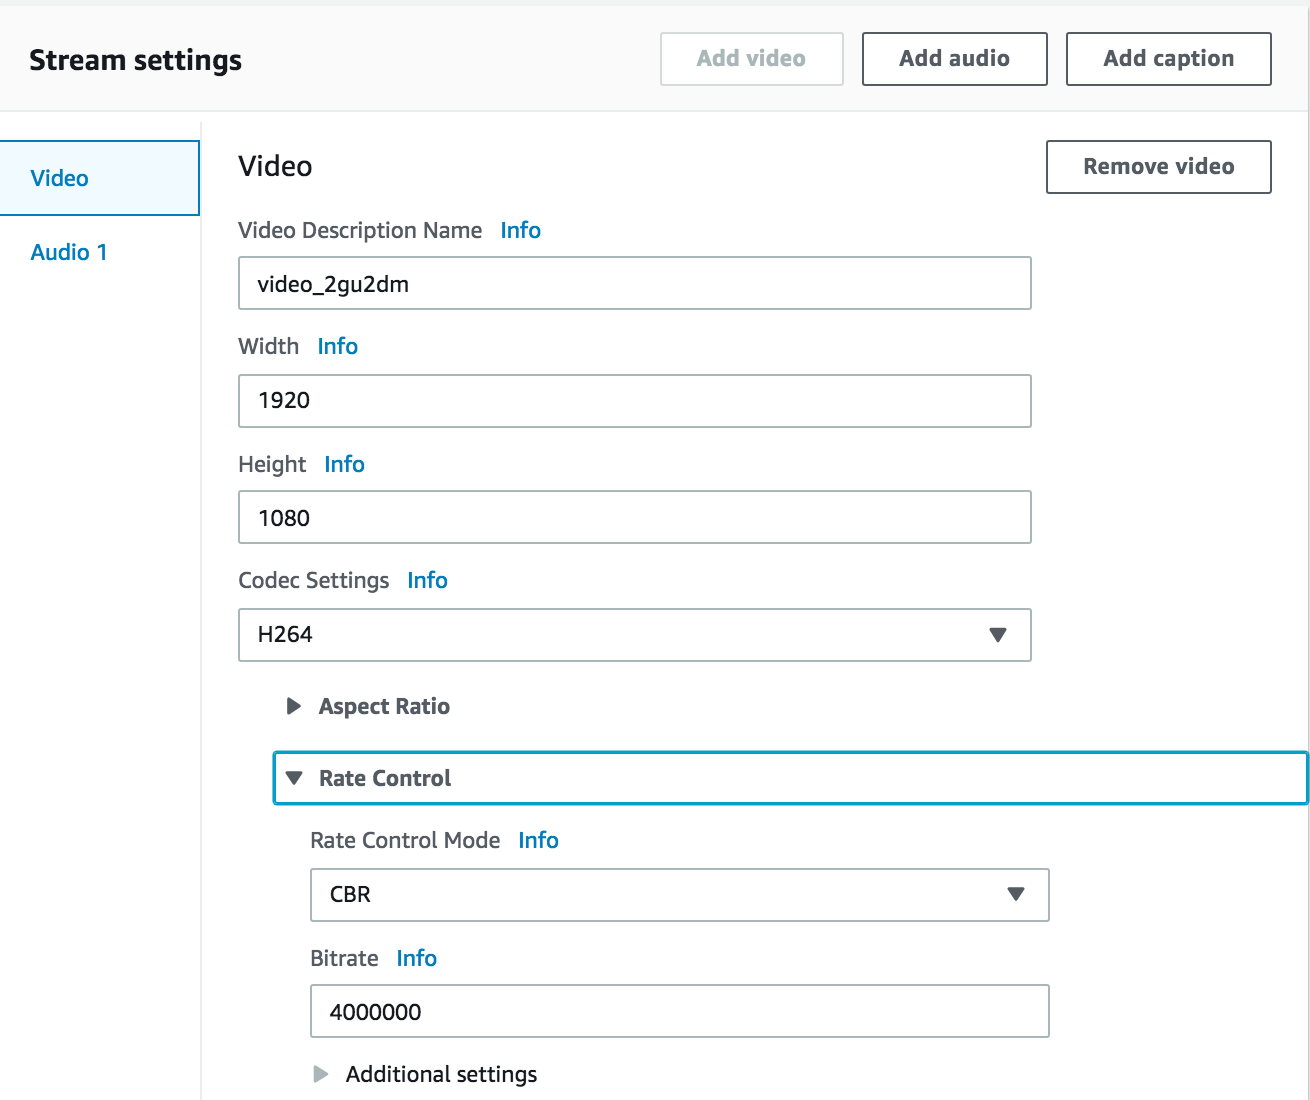 Stream settings
Add video
Add audio
Add caption
Video
Audio 1
Video
Remove video
Video Description Name Info
video_2gu2dm
Width Info
1920
Height Info
1080
Codec Settings Info
H264
Aspect Ratio
Rate Control
Rate Control Mode Info
CBR
Bitrate Info
4000000
Additional settings